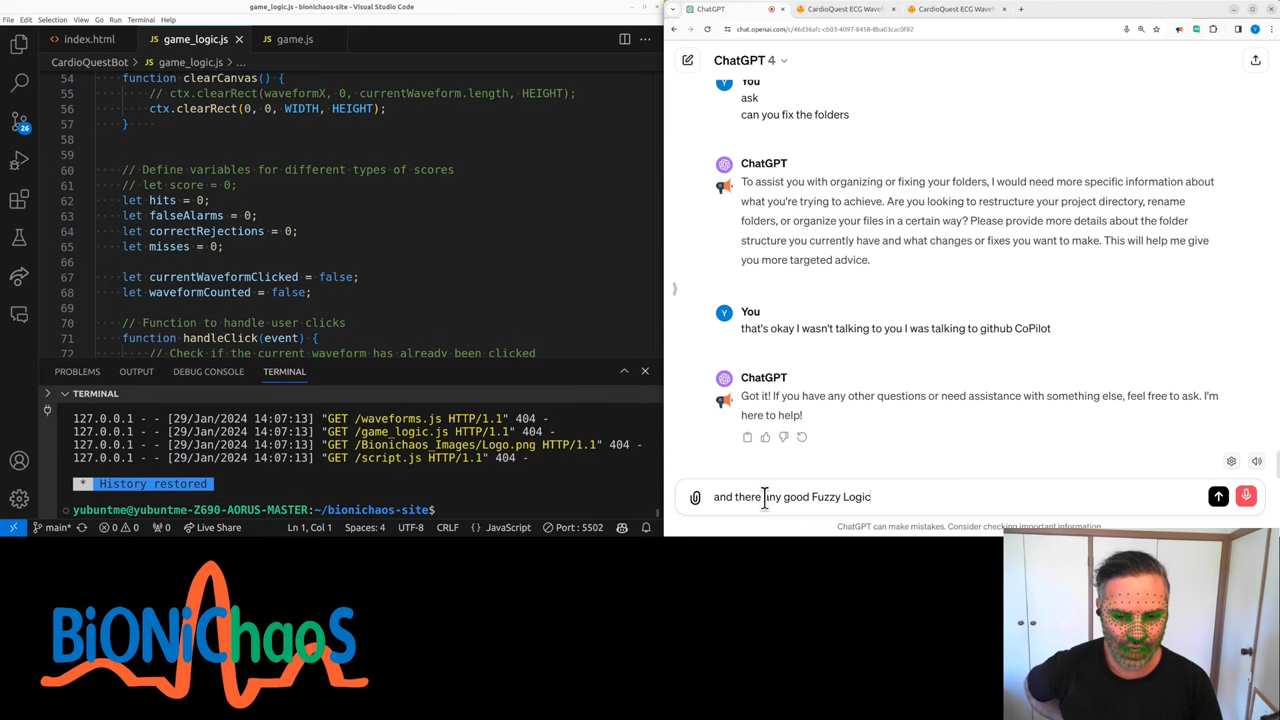 game_logic.js - bionichaos-site - Visual Studio Code
File Edit Selection View Go Run Terminal Help
index.html
game_logic.js
game.js
CardioQuestBot > game_logic.js > ...
54 function clearCanvas() {
55 // ctx.clearRect(waveformX, 0, currentWaveform.length, HEIGHT);
56 ctx.clearRect(0, 0, WIDTH, HEIGHT);
57 }
58
59
60 // Define variables for different types of scores
61 // let score = 0;
62 let hits = 0;
63 let falseAlarms = 0;
64 let correctRejections = 0;
65 let misses = 0;
66
67 let currentWaveformClicked = false;
68 let waveformCounted = false;
69
70 // Function to handle user clicks
71 function handleClick(event) {
72 // Check if the current waveform has already been clicked
26
PROBLEMS OUTPUT DEBUG CONSOLE TERMINAL
TERMINAL
127.0.0.1 - - [29/Jan/2024 14:07:13] "GET /waveforms.js HTTP/1.1" 404 -
127.0.0.1 - - [29/Jan/2024 14:07:13] "GET /game_logic.js HTTP/1.1" 404 -
127.0.0.1 - - [29/Jan/2024 14:07:13] "GET /Bionichaos_Images/Logo.png HTTP/1.1" 404 -
127.0.0.1 - - [29/Jan/2024 14:07:13] "GET /script.js HTTP/1.1" 404 -
* History restored
yubuntme@yubuntme-Z690-AORUS-MASTER:~/bionichaos-site$
main* 0 0 0 Live Share Ln 1, Col 1 Spaces: 4 UTF-8 CRLF JavaScript Port: 5502
ChatGPT
CardioQuest ECG Wavef
CardioQuest ECG Wavef
chat.openai.com/c/46d36afc-cb03-4097-8458-8ba03cac0f82
ChatGPT 4
You
ask
can you fix the folders
ChatGPT
To assist you with organizing or fixing your folders, I would need more specific information about
what you're trying to achieve. Are you looking to restructure your project directory, rename
folders, or organize your files in a certain way? Please provide more details about the folder
structure you currently have and what changes or fixes you want to make. This will help me give
you more targeted advice.
You
that's okay I wasn't talking to you I was talking to github CoPilot
ChatGPT
Got it! If you have any other questions or need assistance with something else, feel free to ask. I'm
here to help!
and there any good Fuzzy Logic
ChatGPT can make mistakes. Consider checking important information.
BiONiChaoS